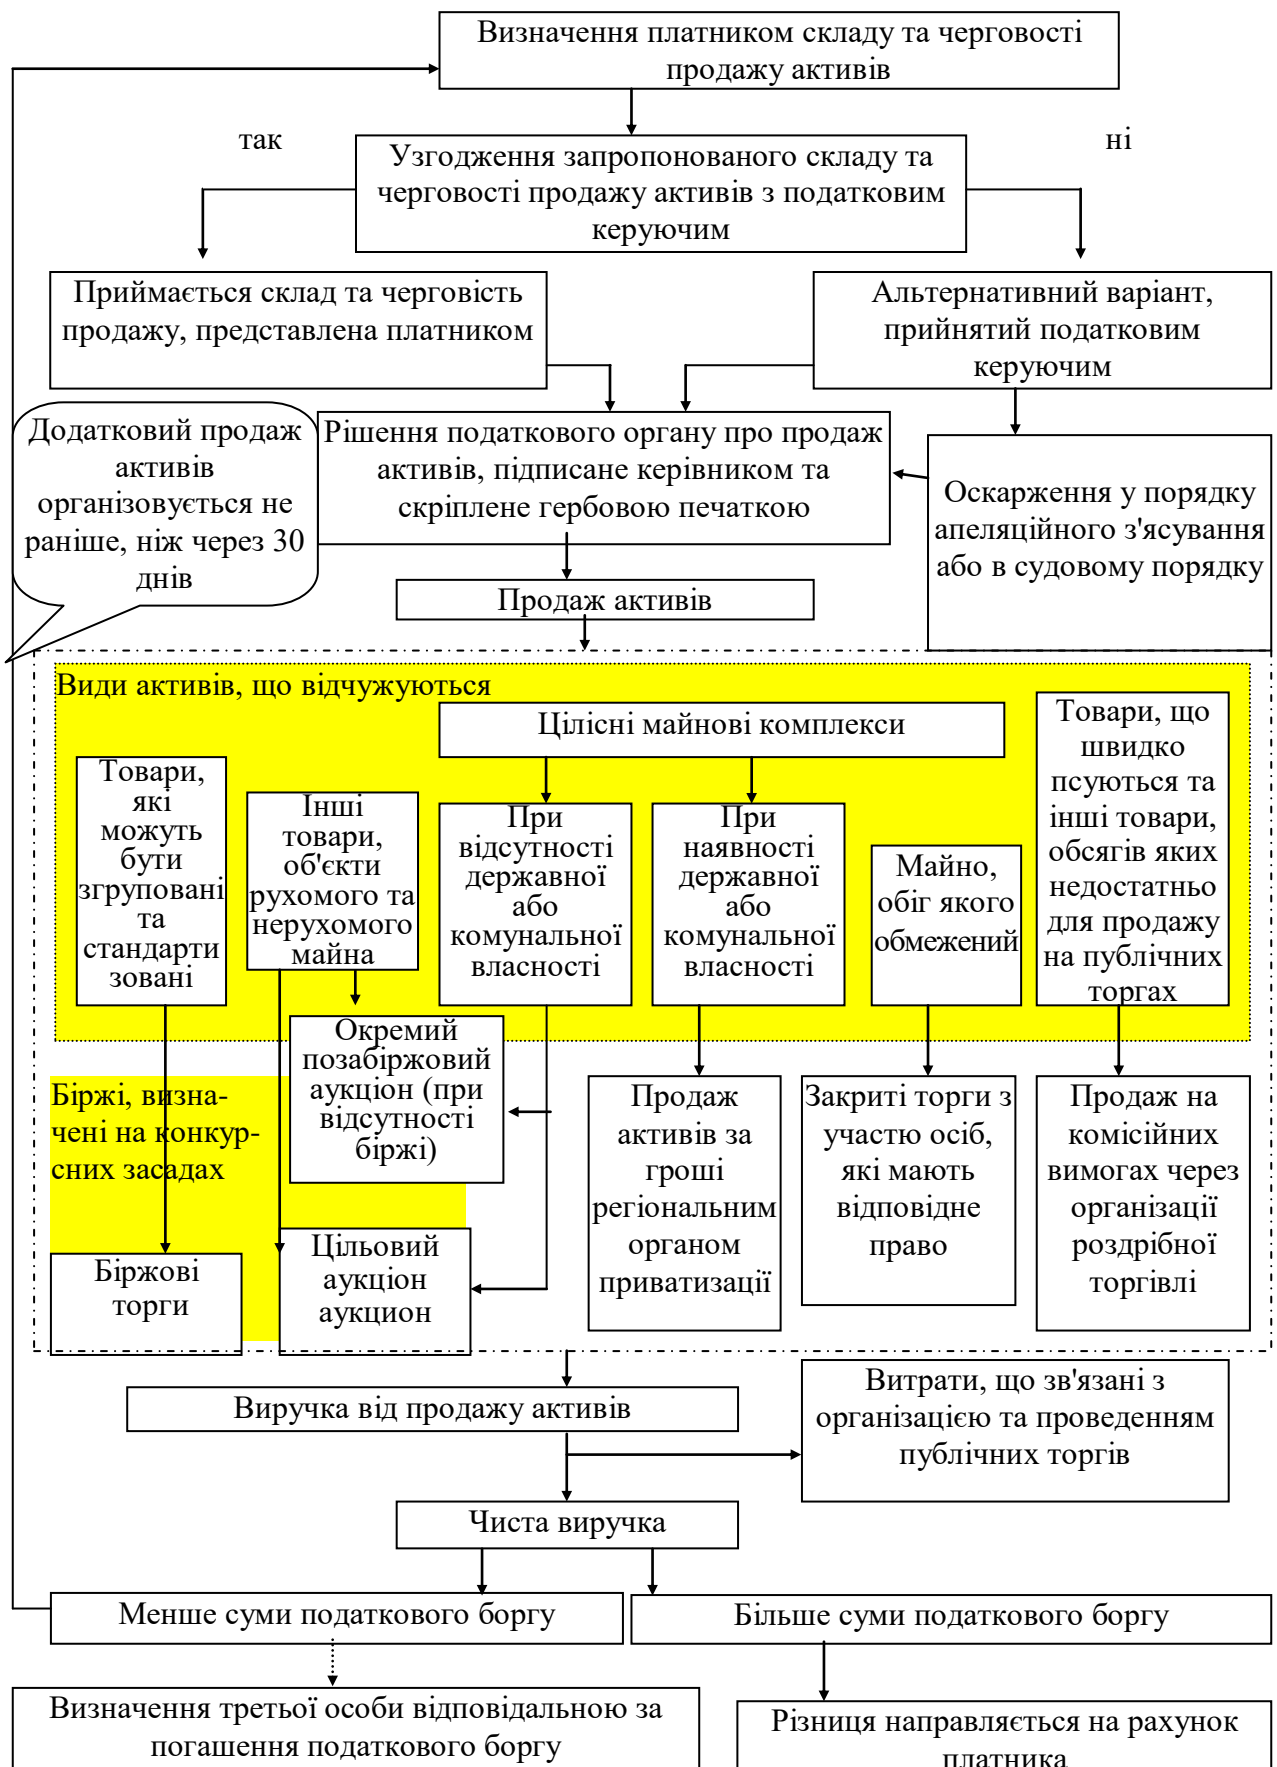 Визначення платником складу та черговості
продажу активів
так
ні
Узгодження запропонованого складу та
черговості продажу активів з податковим
керуючим
Приймається склад та черговість
продажу, представлена платником
Альтернативний варіант,
прийнятий податковим
керуючим
Додатковий продаж
активів
організовується не
раніше, ніж через 30
днів
Рішення податкового органу про продаж
активів, підписане керівником та
скріплене гербовою печаткою
Оскарження у порядку
апеляційного з'ясування
або в судовому порядку
Продаж активів
Види активів, що відчужуються
Цілісні майнові комплекси
Товари,
які
можуть
бути
згруповані
та
стандарти
зовані
Інші
товари,
об'єкти
рухомого та
нерухомого
майна
При
відсутності
державної
або
комунальної
власності
При
наявності
державної
або
комунальної
власності
Майно,
обіг якого
обмежений
Товари, що
швидко
псуються та
інші товари,
обсягів яких
недостатньо
для продажу
на публічних
торгах
Окремий
позабіржовий
аукціон (при
відсутності
біржі)
Біржі, визна-
чені на конкур-
сних засадах
Біржові
торги
Цільовий
аукціон
аукцион
Продаж
активів за
гроші
регіональним
органом
приватизації
Закриті торги з
участю осіб,
які мають
відповідне
право
Продаж на
комісійних
вимогах через
організації
роздрібної
торгівлі
Виручка від продажу активів
Витрати, що зв'язані з
організацією та проведенням
публічних торгів
Чиста виручка
Менше суми податкового боргу
Більше суми податкового боргу
Визначення третьої особи відповідальною за
погашення податкового боргу
Різниця направляється на рахунок
платника